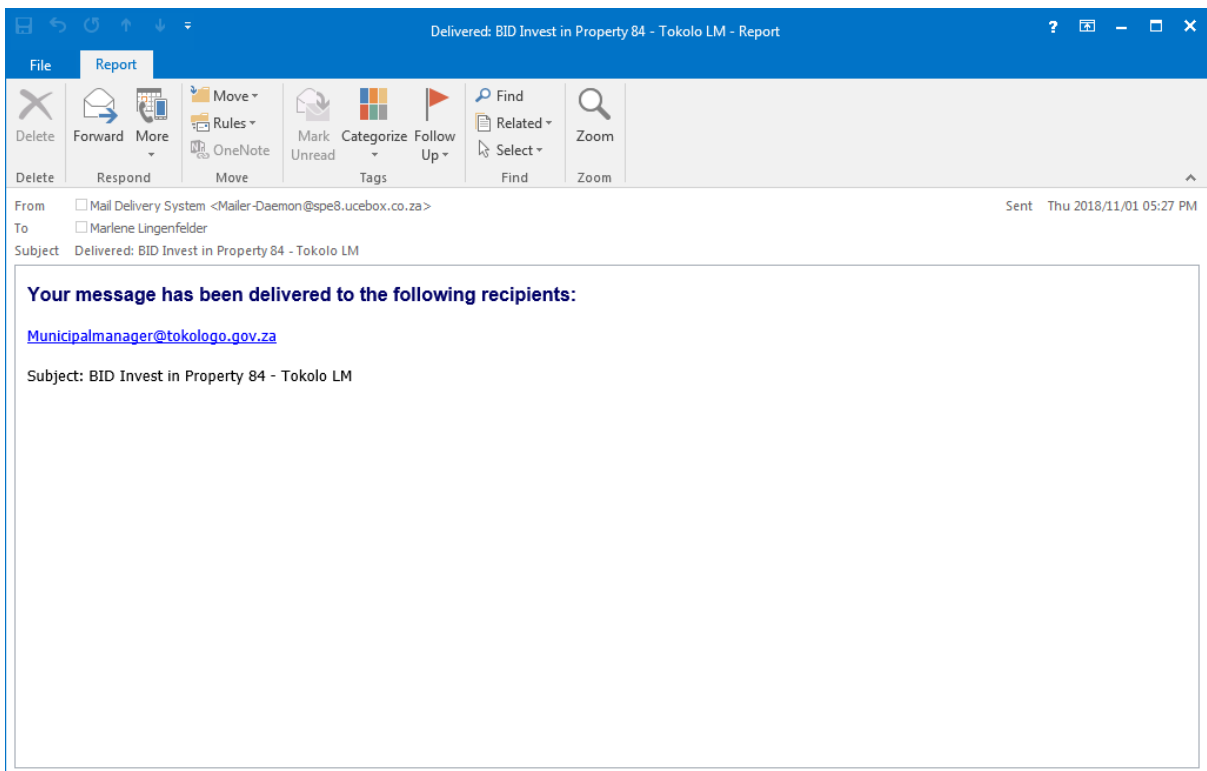 Delivered: BID Invest in Property 84 - Tokolo LM - Report
?
File Report
Delete
Forward
More
Move
Rules
OneNote
Mark Unread
Categorize
Follow Up
Find
Related
Select
Zoom
Delete Respond Move Tags Find Zoom
From Mail Delivery System <Mailer-Daemon@spe8.ucebox.co.za> Sent Thu 2018/11/01 05:27 PM
To Marlene Lingenfelder
Subject Delivered: BID Invest in Property 84 - Tokolo LM
Your message has been delivered to the following recipients:
Municipalmanager@tokologo.gov.za
Subject: BID Invest in Property 84 - Tokolo LM